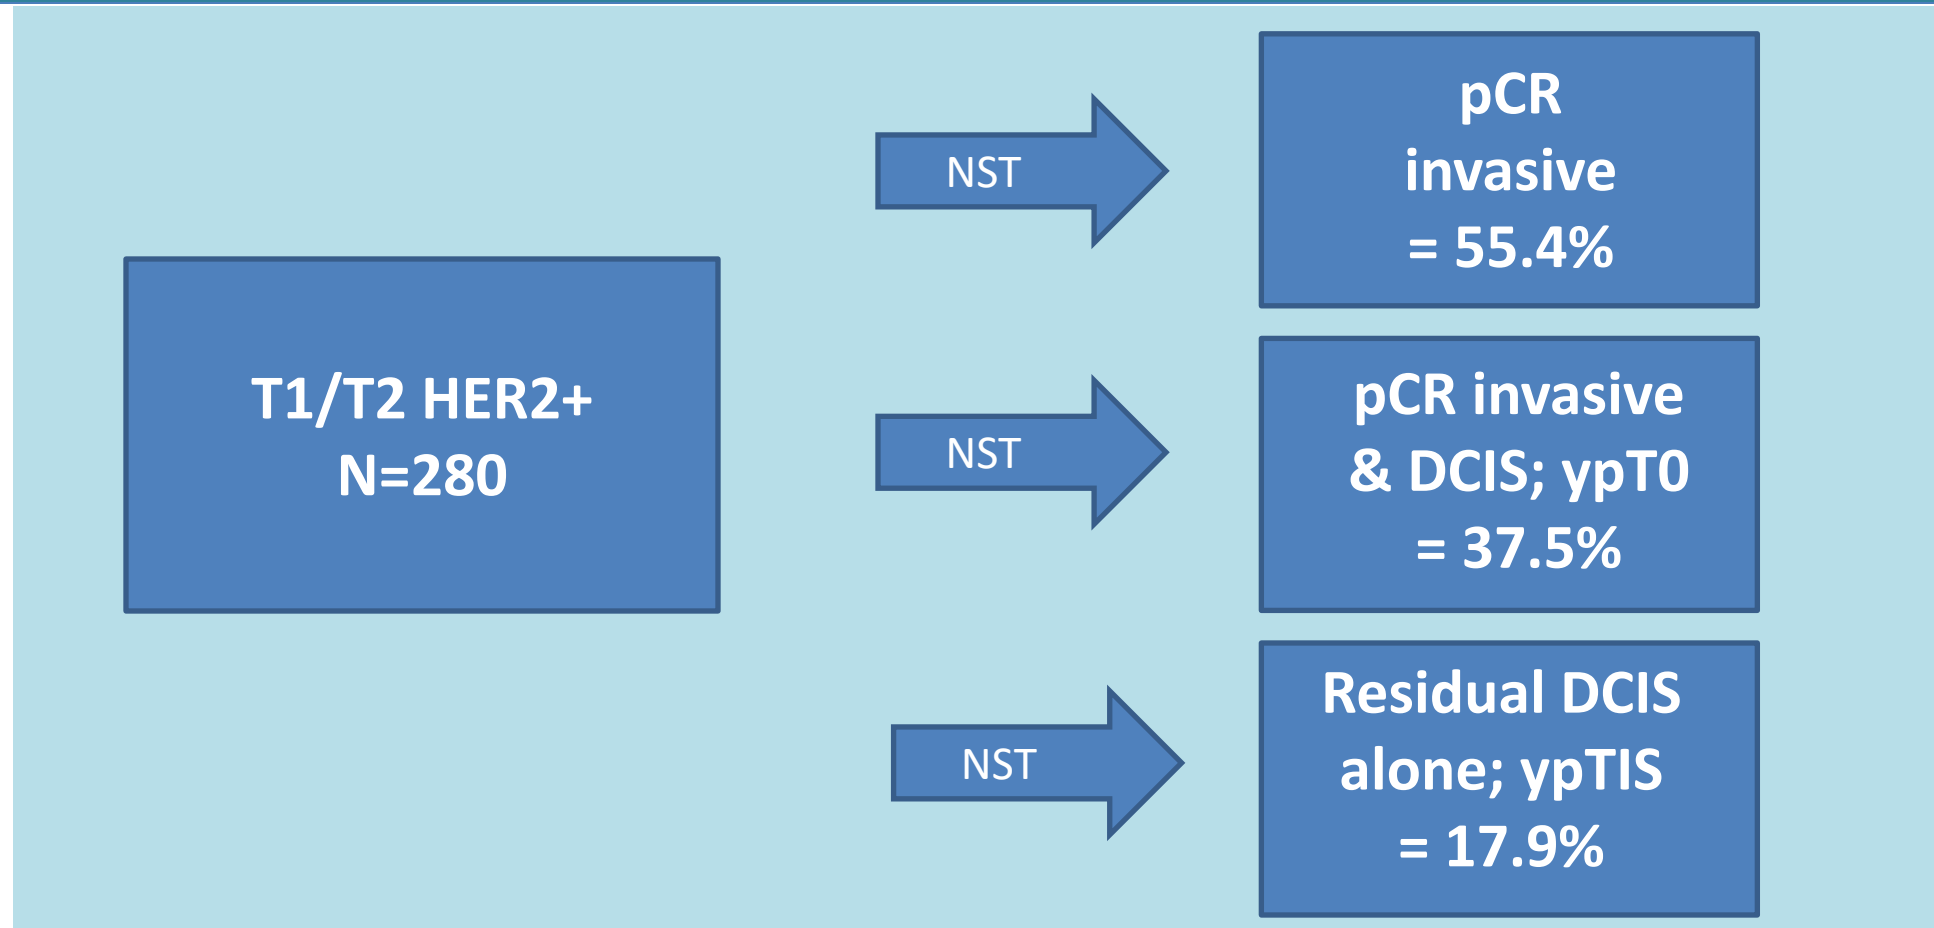 T1/T2 HER2+
N=280
NST
pCR
invasive
= 55.4%
NST
pCR invasive
& DCIS; ypT0
= 37.5%
NST
Residual DCIS
alone; ypTIS
= 17.9%